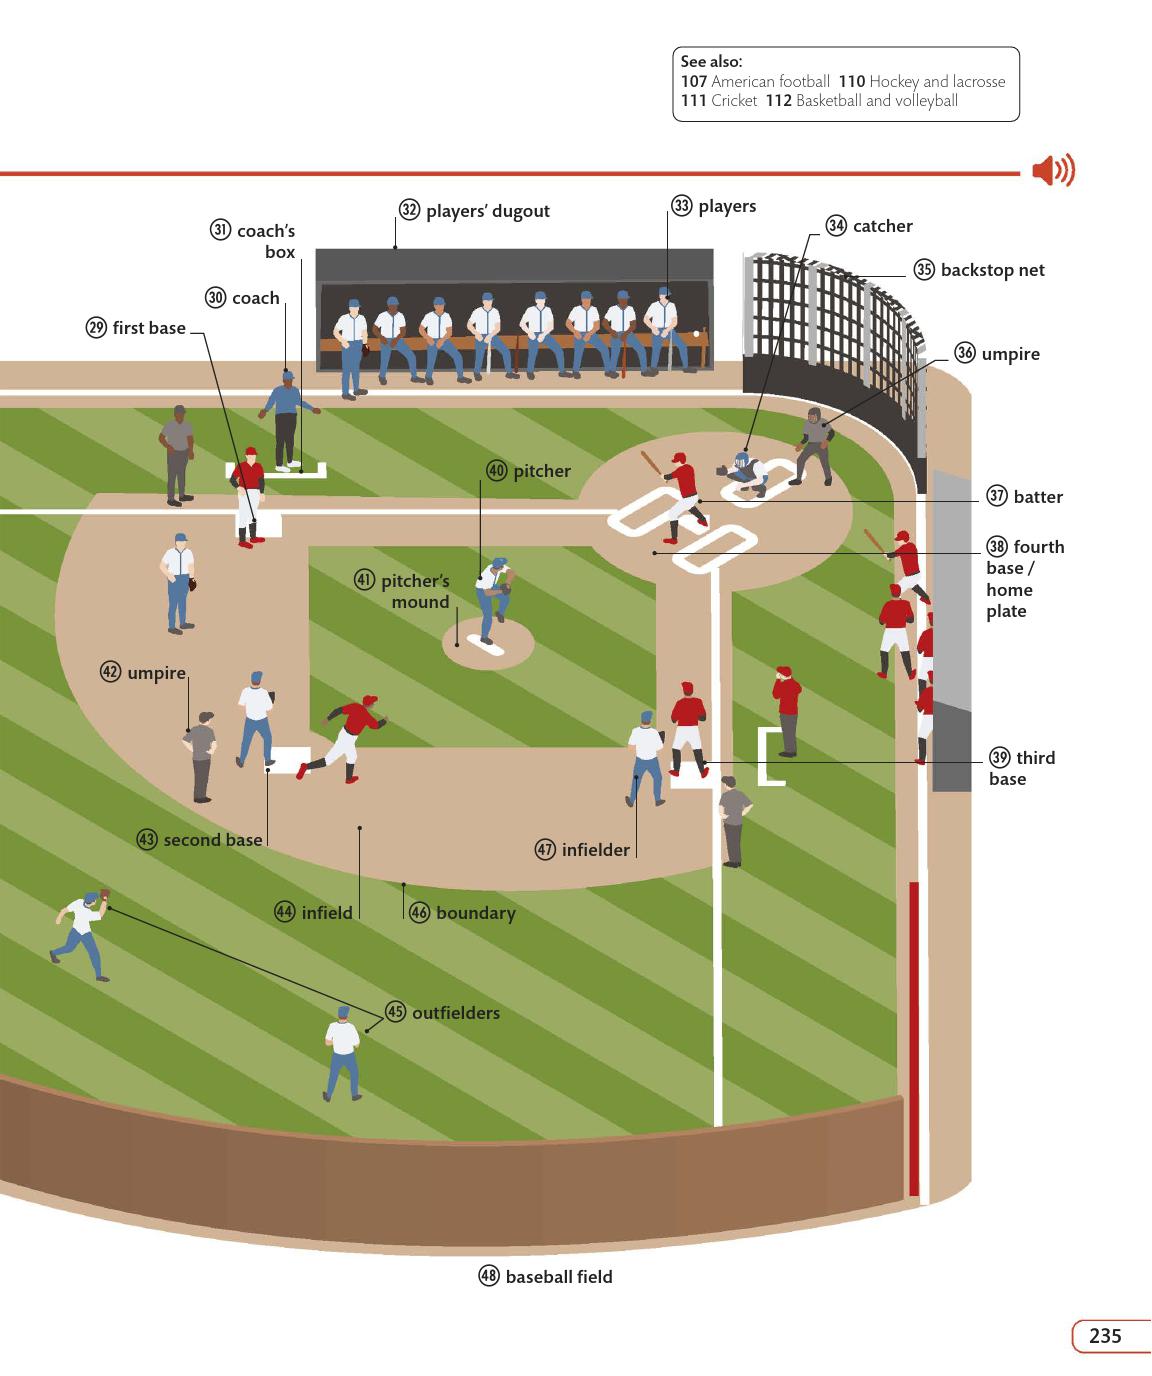 See also:
107 American football 110 Hockey and lacrosse
111 Cricket 112 Basketball and volleyball
32 players' dugout
33 players
31 coach's
box
34 catcher
35 backstop net
30 coach
29 first base
36 umpire
40 pitcher
37 batter
38 fourth
base /
home
plate
41 pitcher's
mound
42 umpire
39 third
base
43 second base
47 infielder
44 infield
46 boundary
45 outfielders
48 baseball field
235